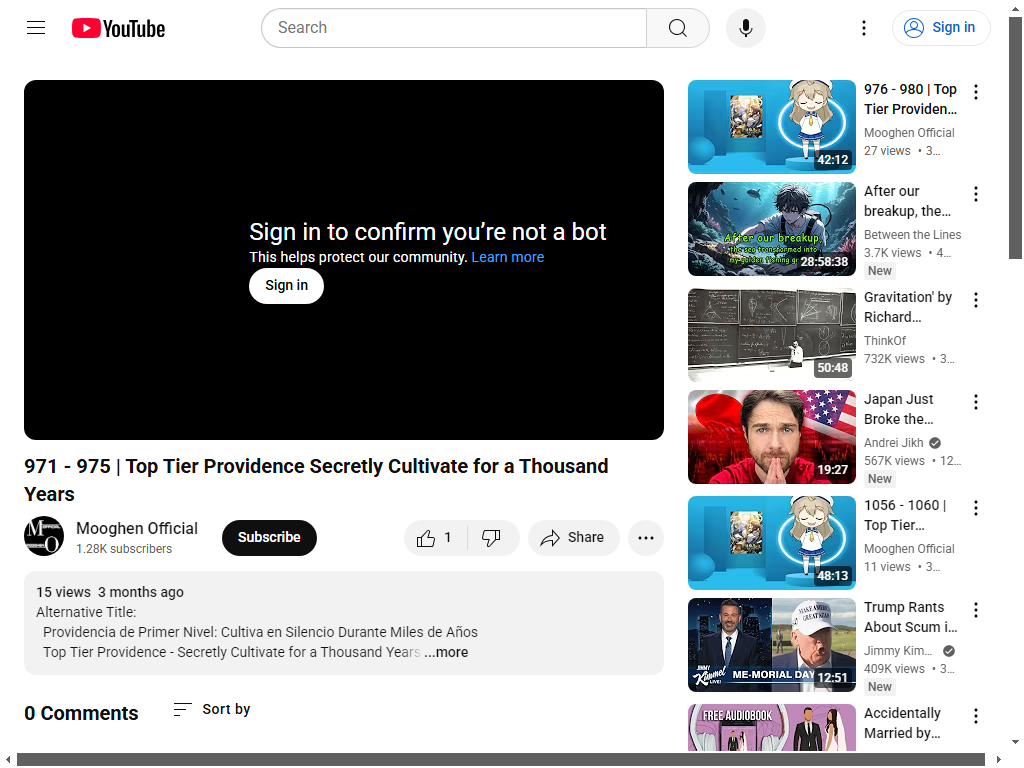 YouTube
Search
Sign in
Sign in to confirm you’re not a bot
This helps protect our community. Learn more
Sign in
971 - 975 | Top Tier Providence Secretly Cultivate for a Thousand
Years
Mooghen Official
1.28K subscribers
Subscribe
1
Share
15 views 3 months ago
Alternative Title:
Providencia de Primer Nivel: Cultiva en Silencio Durante Miles de Años
Top Tier Providence - Secretly Cultivate for a Thousand Years ...more
0 Comments
Sort by
42:12
976 - 980 | Top
Tier Providen...
Mooghen Official
27 views • 3...
After our breakup,
the sea transformed into
28:58:38
After our
breakup, the...
Between the Lines
3.7K views • 4...
New
50:48
Gravitation' by
Richard...
ThinkOf
732K views • 3...
19:27
Japan Just
Broke the...
Andrei Jikh
567K views • 12...
New
48:13
1056 - 1060 |
Top Tier...
Mooghen Official
11 views • 3...
MAKE AMERICA
GREAT AGAIN
JIMMY
Kimmel
LIVE!
ME-MORIAL DAY
12:51
Trump Rants
About Scum i...
Jimmy Kim...
409K views • 3...
New
FREE AUDIOBOOK
Accidentally
Married by...